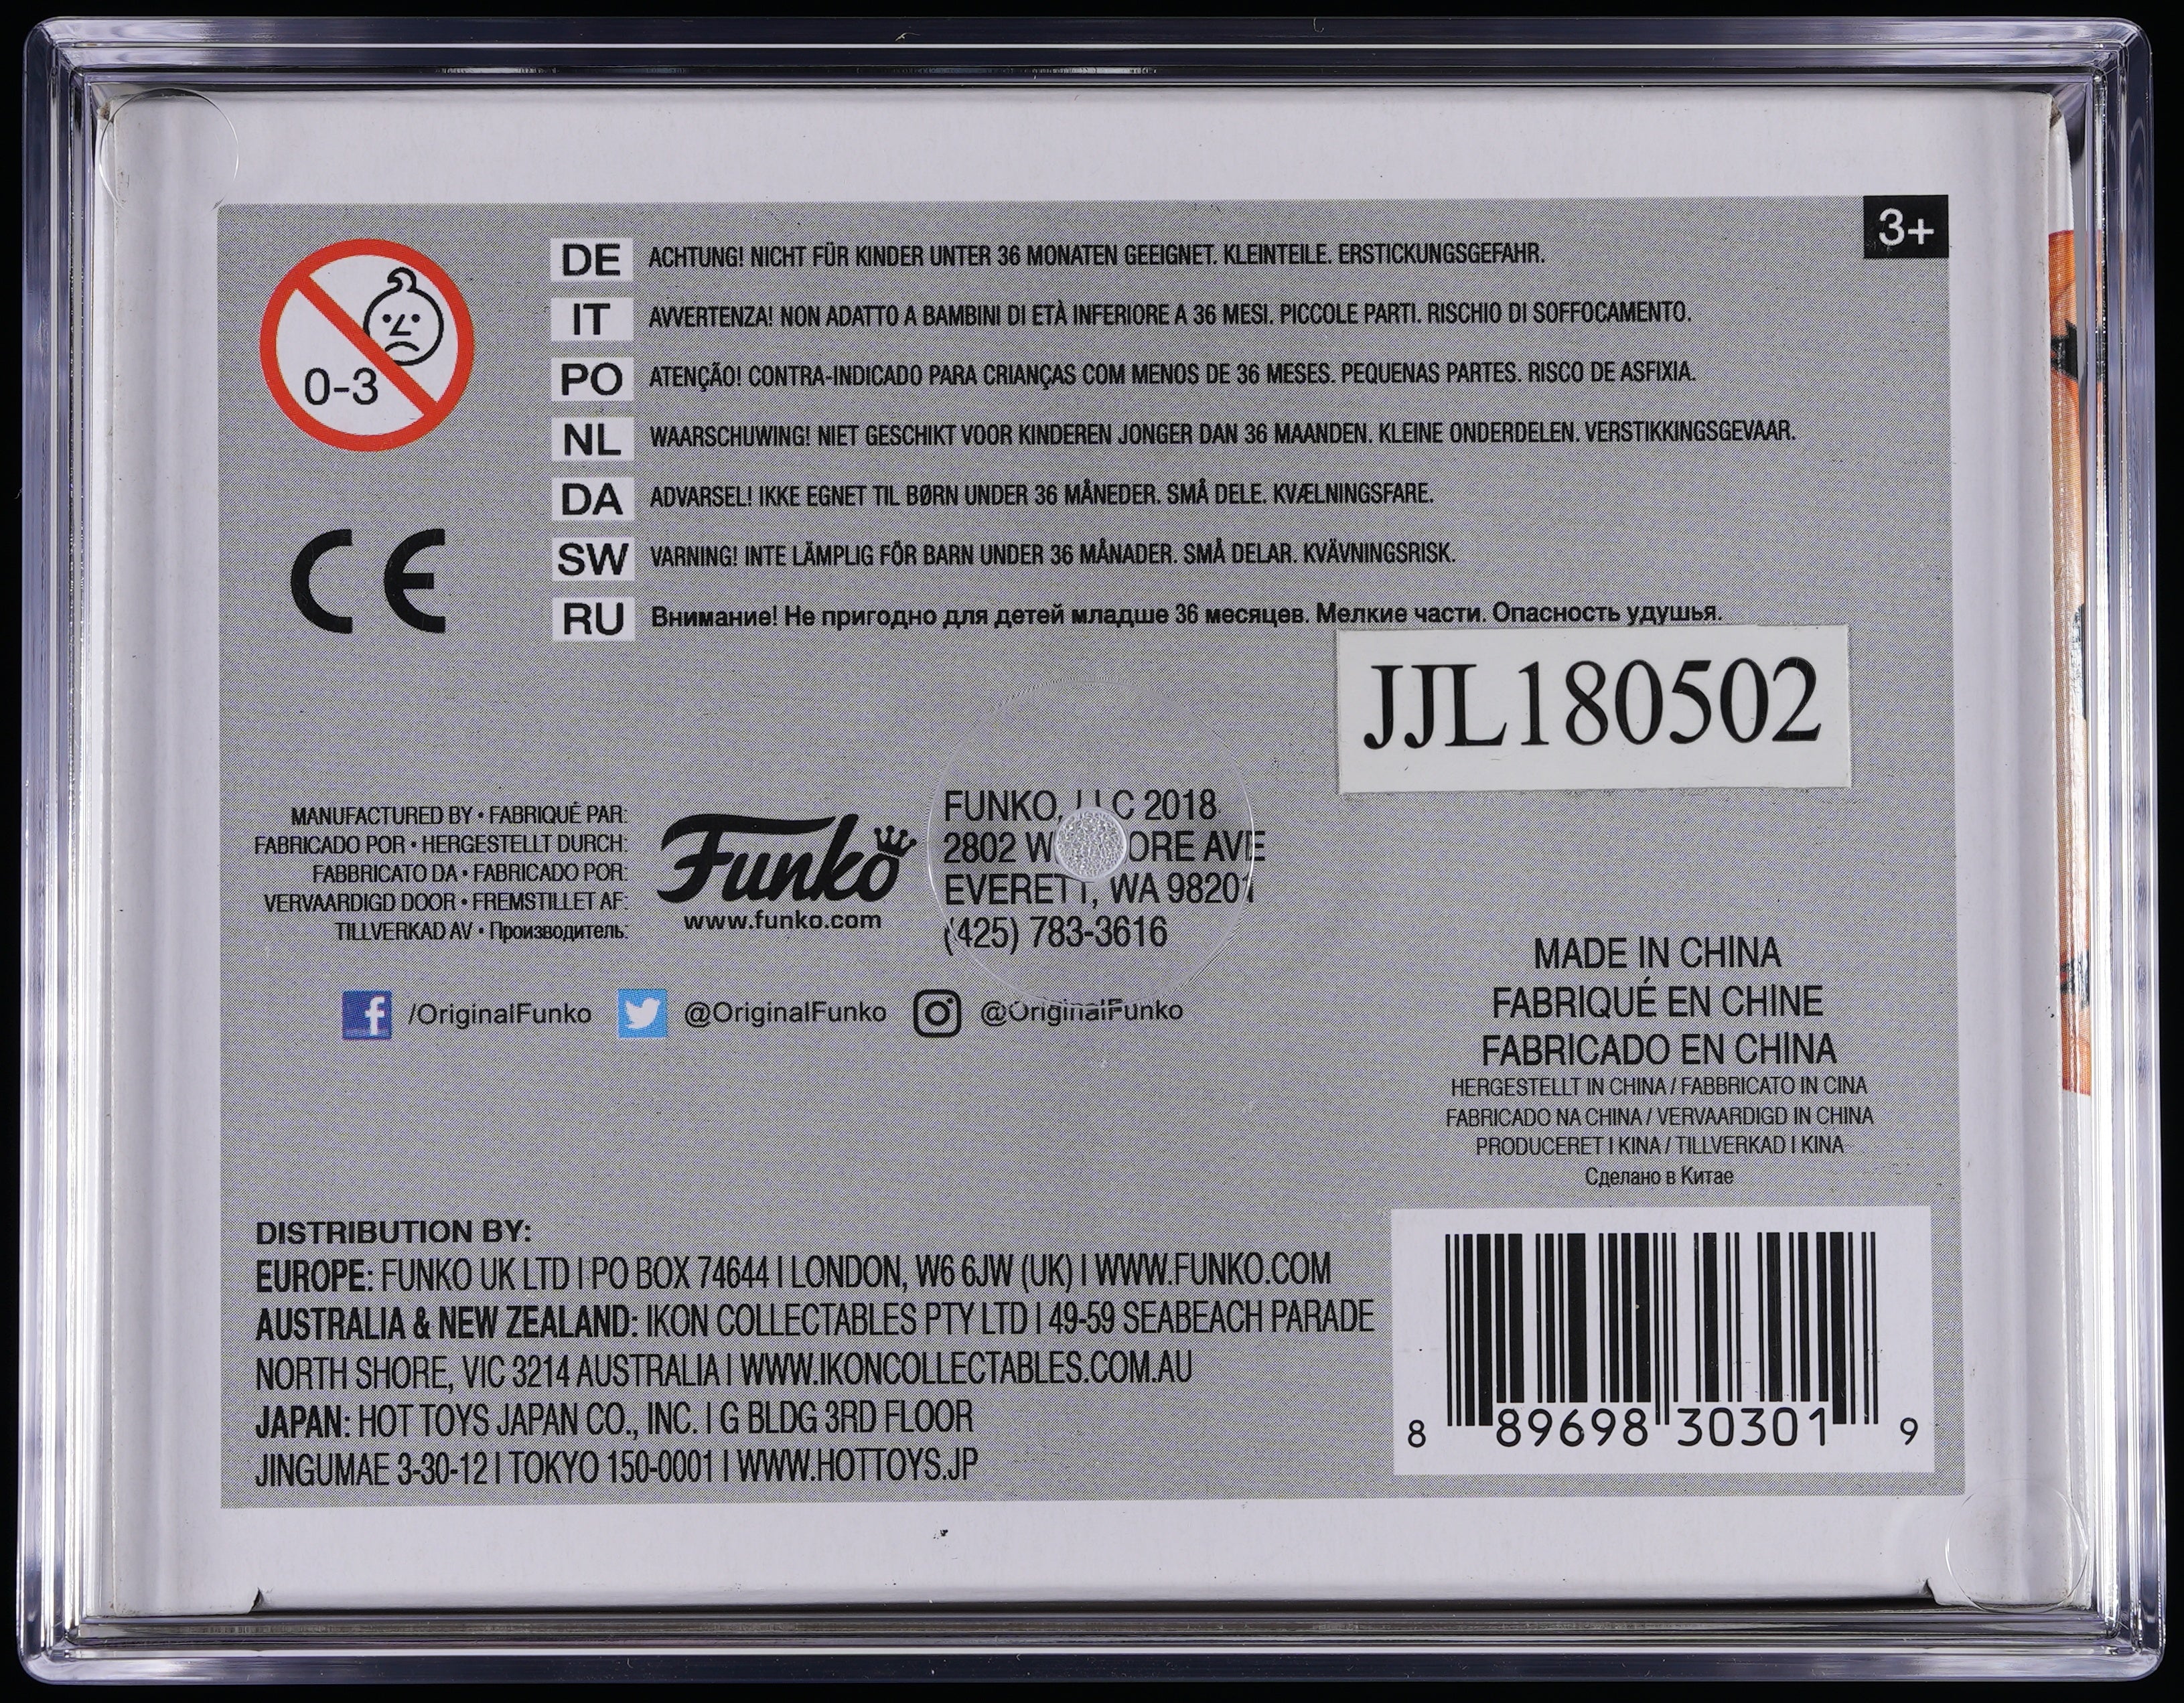 3+
0-3
DE ACHTUNG! NICHT FÜR KINDER UNTER 36 MONATEN GEEIGNET. KLEINTEILE. ERSTICKUNGSGEFAHR.
IT AVVERTENZA! NON ADATTO A BAMBINI DI ETÀ INFERIORE A 36 MESI. PICCOLE PARTI. RISCHIO DI SOFFOCAMENTO.
PO ATENÇÃO! CONTRA-INDICADO PARA CRIANÇAS COM MENOS DE 36 MESES. PEQUENAS PARTES. RISCO DE ASFIXIA.
NL WAARSCHUWING! NIET GESCHIKT VOOR KINDEREN JONGER DAN 36 MAANDEN. KLEINE ONDERDELEN. VERSTIKKINGSGEVAAR.
DA ADVARSEL! IKKE EGNET TIL BØRN UNDER 36 MÅNEDER. SMÅ DELE. KVÆLNINGSFARE.
SW VARNING! INTE LÄMPLIG FÖR BARN UNDER 36 MÅNADER. SMÅ DELAR. KVÄVNINGSRISK.
RU Внимание! Не пригодно для детей младше 36 месяцев. Мелкие части. Опасность удушья.
CE
JJL180502
MANUFACTURED BY • FABRIQUÉ PAR:
FABRICADO POR • HERGESTELLT DURCH:
FABBRICATO DA • FABRICADO POR:
VERVAARDIGD DOOR • FREMSTILLET AF:
TILLVERKAD AV • Производитель:
Funko
www.funko.com
FUNKO, LLC 2018
2802 AVE
EVERETT, WA 98201
(425) 783-3616
/OriginalFunko @OriginalFunko @OriginalFunko
MADE IN CHINA
FABRIQUÉ EN CHINE
FABRICADO EN CHINA
HERGESTELLT IN CHINA / FABBRICATO IN CINA
FABRICADO NA CHINA / VERVAARDIGD IN CHINA
PRODUCERET I KINA / TILLVERKAD I KINA
Сделано в Китае
DISTRIBUTION BY:
EUROPE: FUNKO UK LTD | PO BOX 74644 | LONDON, W6 6JW (UK) | WWW.FUNKO.COM
AUSTRALIA & NEW ZEALAND: IKON COLLECTABLES PTY LTD | 49-59 SEABEACH PARADE
NORTH SHORE, VIC 3214 AUSTRALIA | WWW.IKONCOLLECTABLES.COM.AU
JAPAN: HOT TOYS JAPAN CO., INC. | G BLDG 3RD FLOOR
JINGUMAE 3-30-12 | TOKYO 150-0001 | WWW.HOTTOYS.JP
8 89698 30301 9